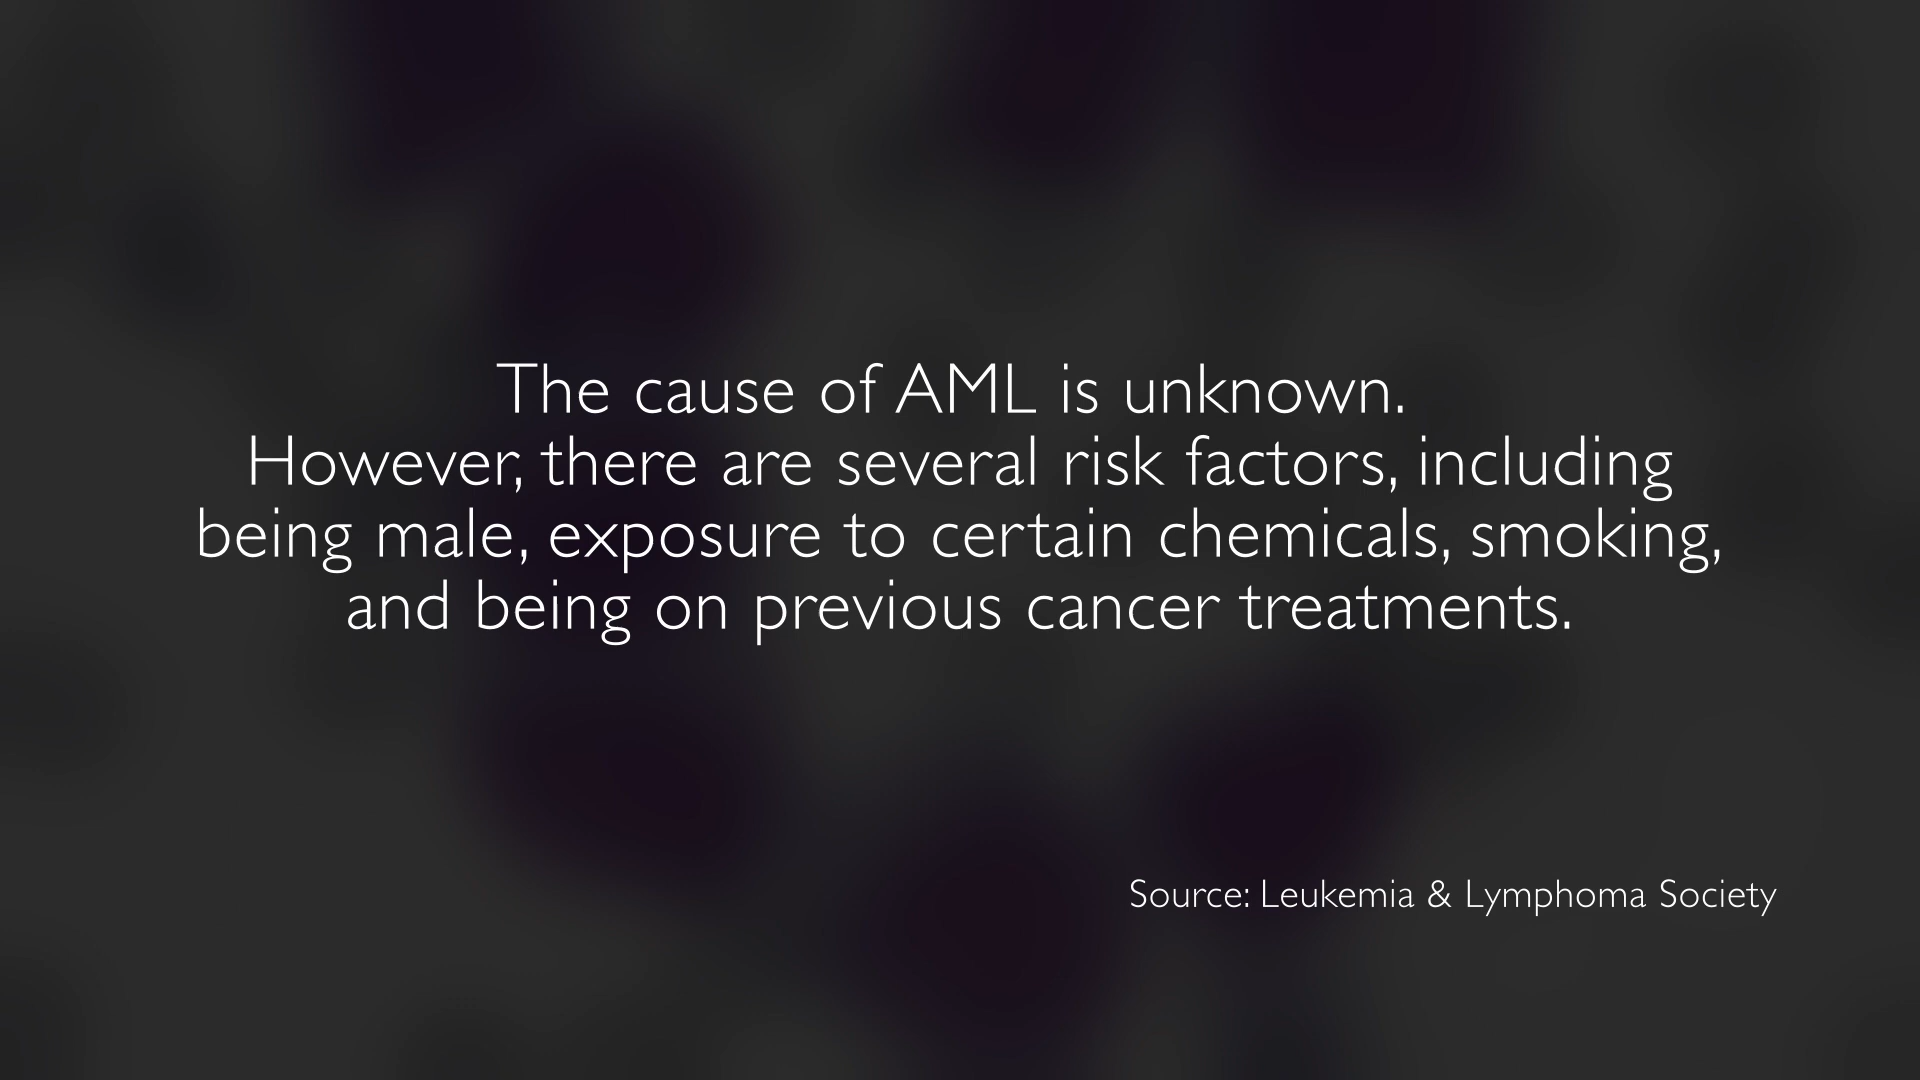 The cause of AML is unknown.
However, there are several risk factors, including
being male, exposure to certain chemicals, smoking,
and being on previous cancer treatments.
Source: Leukemia & Lymphoma Society